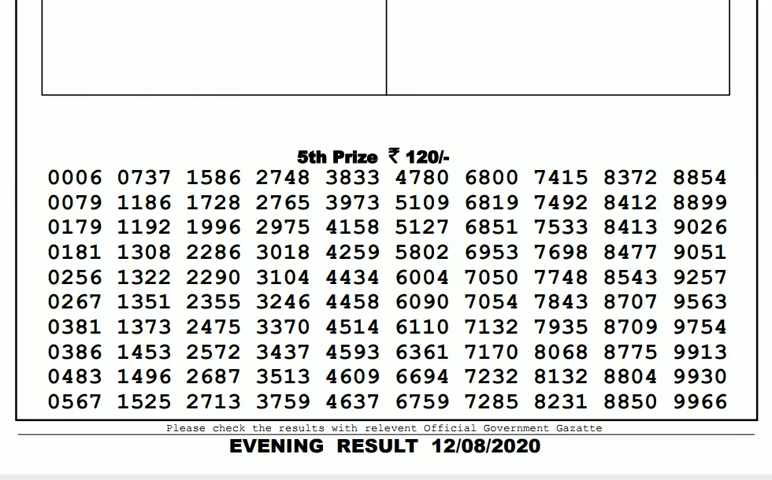 5th Prize ₹ 120/-
0006 0737 1586 2748 3833 4780 6800 7415 8372 8854
0079 1186 1728 2765 3973 5109 6819 7492 8412 8899
0179 1192 1996 2975 4158 5127 6851 7533 8413 9026
0181 1308 2286 3018 4259 5802 6953 7698 8477 9051
0256 1322 2290 3104 4434 6004 7050 7748 8543 9257
0267 1351 2355 3246 4458 6090 7054 7843 8707 9563
0381 1373 2475 3370 4514 6110 7132 7935 8709 9754
0386 1453 2572 3437 4593 6361 7170 8068 8775 9913
0483 1496 2687 3513 4609 6694 7232 8132 8804 9930
0567 1525 2713 3759 4637 6759 7285 8231 8850 9966
Please check the results with relevent Official Government Gazatte
EVENING RESULT 12/08/2020